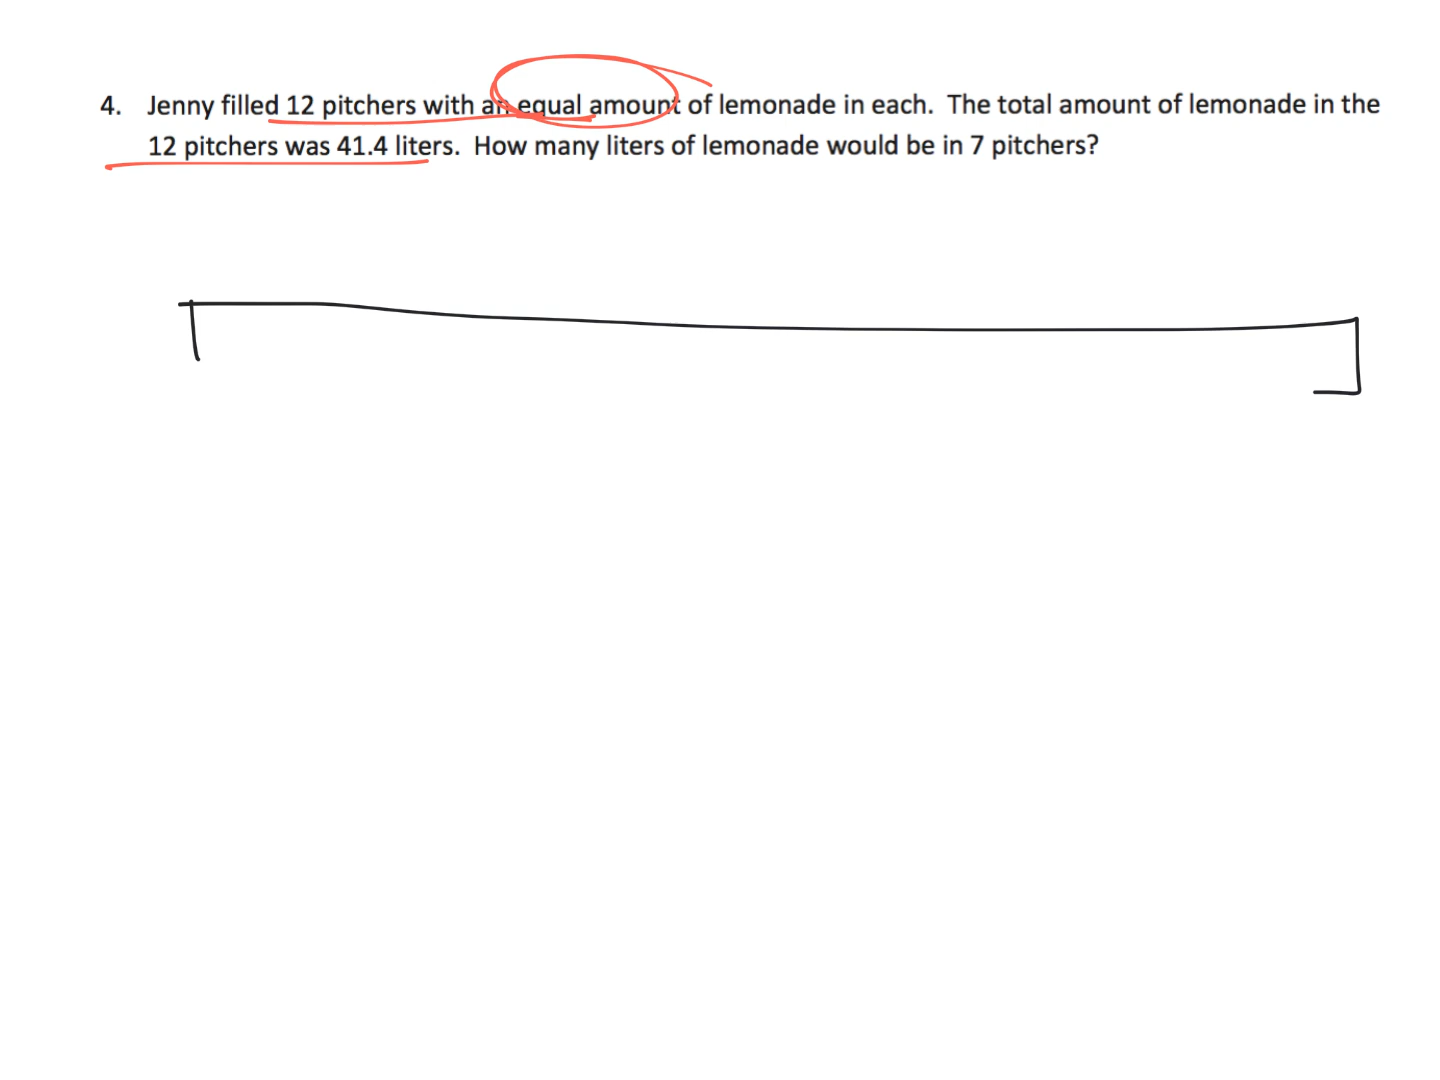 4. Jenny filled 12 pitchers with an equal amount of lemonade in each. The total amount of lemonade in the
12 pitchers was 41.4 liters. How many liters of lemonade would be in 7 pitchers?